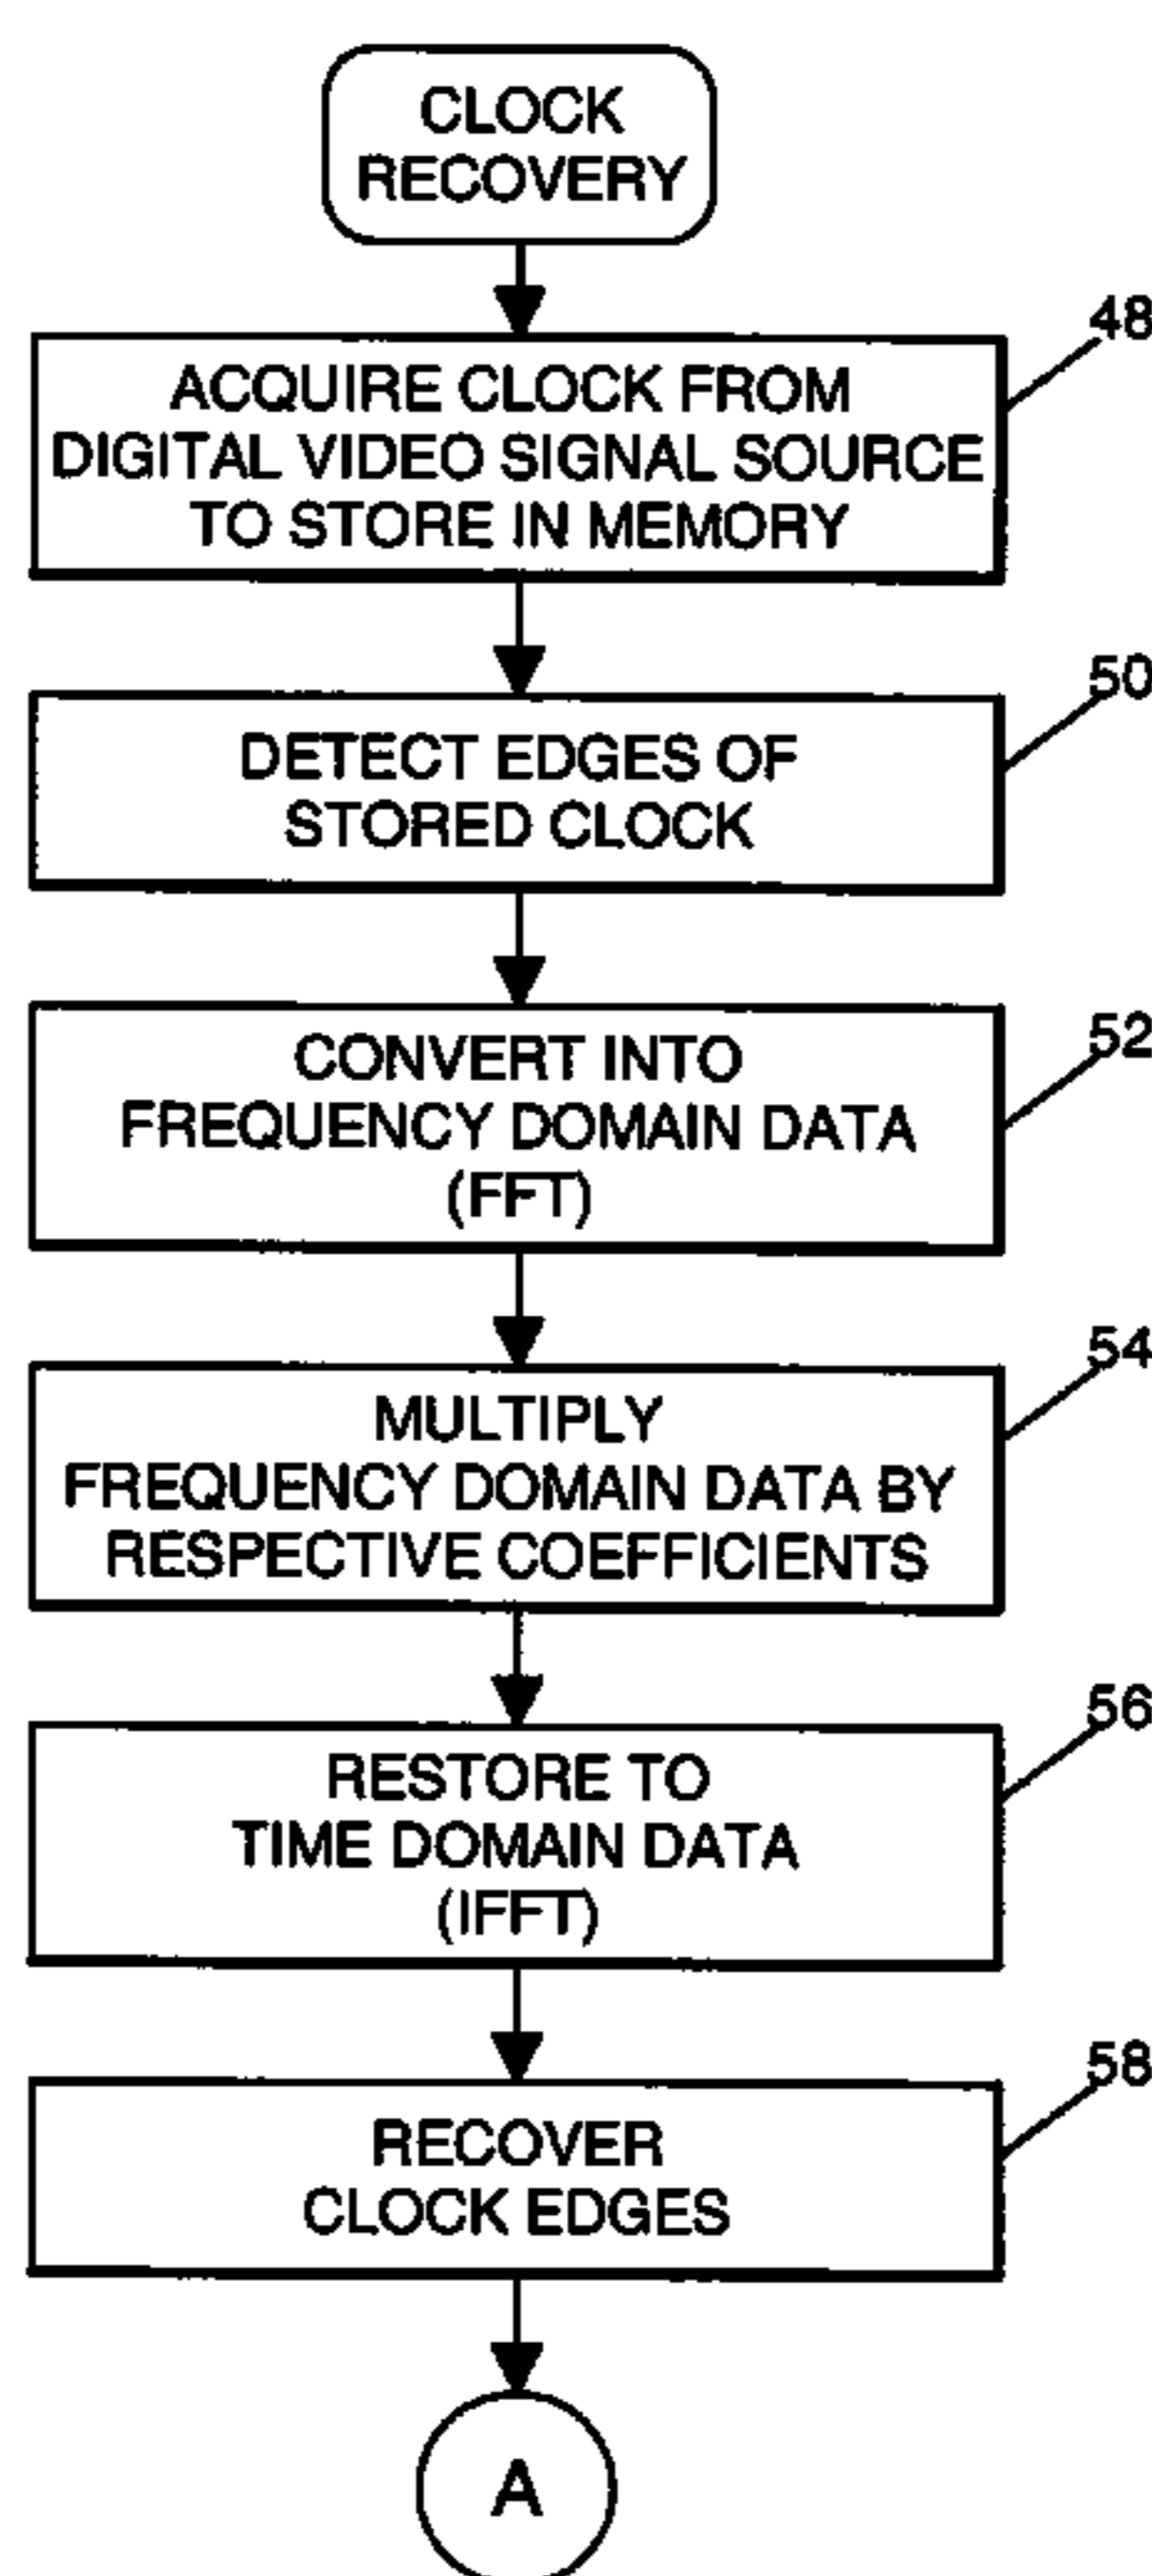 CLOCK
RECOVERY
48
ACQUIRE CLOCK FROM
DIGITAL VIDEO SIGNAL SOURCE
TO STORE IN MEMORY
50
DETECT EDGES OF
STORED CLOCK
52
CONVERT INTO
FREQUENCY DOMAIN DATA
(FFT)
54
MULTIPLY
FREQUENCY DOMAIN DATA BY
RESPECTIVE COEFFICIENTS
56
RESTORE TO
TIME DOMAIN DATA
(IFFT)
58
RECOVER
CLOCK EDGES
A